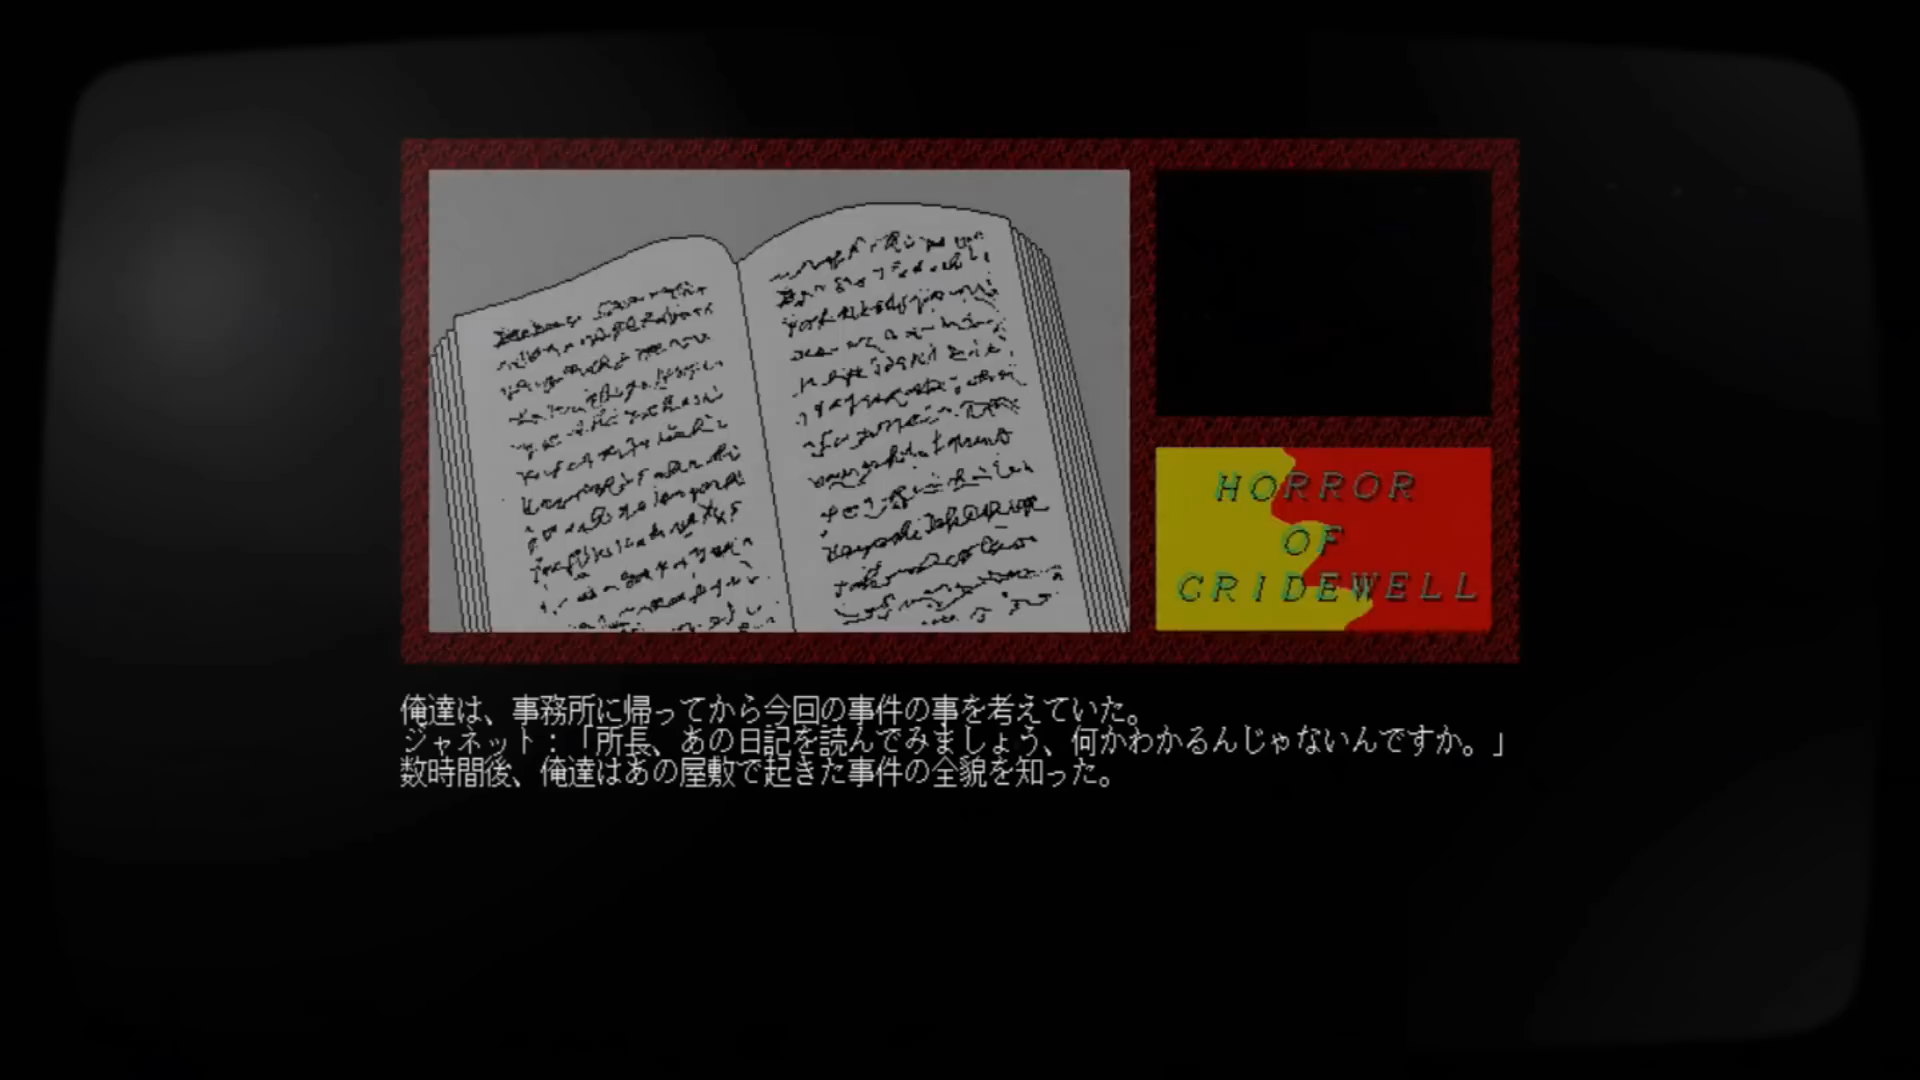 HORROR
OF
CRIDEWELL
俺達は、事務所に帰ってから今回の事件の事を考えていた。
ジャネット：「所長、あの日記を読んでみましょう、何かわかるんじゃないんですか。」
数時間後、俺達はあの屋敷で起きた事件の全貌を知った。